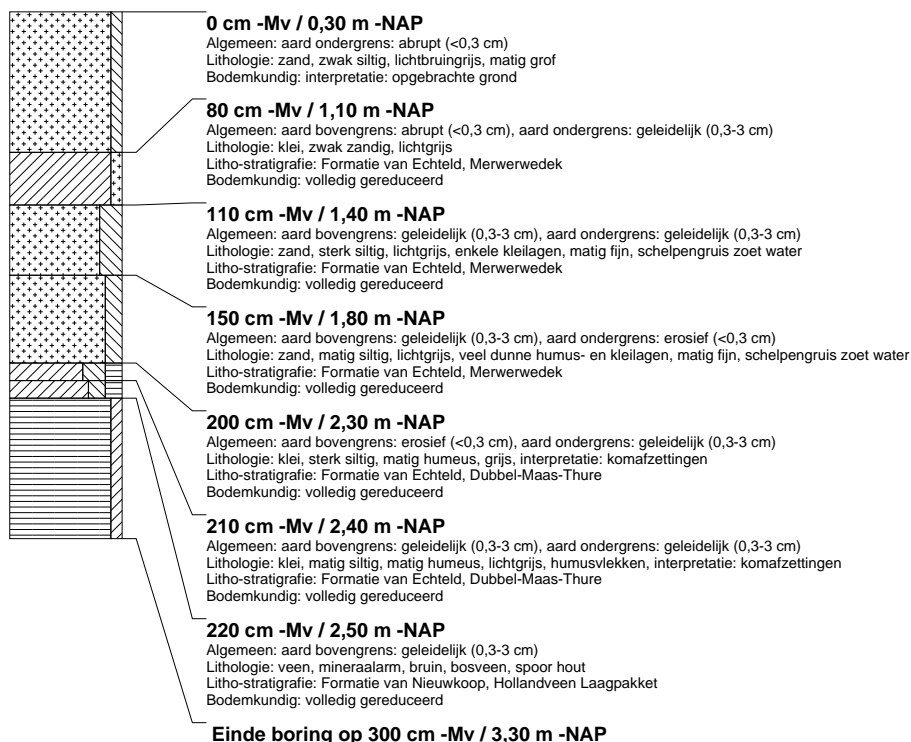 0 cm -Mv / 0,30 m -NAP
Algemeen: aard ondergrens: abrupt (<0,3 cm)
Lithologie: zand, zwak siltig, lichtbruingrijs, matig grof
Bodemkundig: interpretatie: opgebrachte grond
80 cm -Mv / 1,10 m -NAP
Algemeen: aard bovengrens: abrupt (<0,3 cm), aard ondergrens: geleidelijk (0,3-3 cm)
Lithologie: klei, zwak zandig, lichtgrijs
Litho-stratigrafie: Formatie van Echteld, Merwerwedek
Bodemkundig: volledig gereduceerd
110 cm -Mv / 1,40 m -NAP
Algemeen: aard bovengrens: geleidelijk (0,3-3 cm), aard ondergrens: geleidelijk (0,3-3 cm)
Lithologie: zand, sterk siltig, lichtgrijs, enkele kleilagen, matig fijn, schelpengruis zoet water
Litho-stratigrafie: Formatie van Echteld, Merwerwedek
Bodemkundig: volledig gereduceerd
150 cm -Mv / 1,80 m -NAP
Algemeen: aard bovengrens: geleidelijk (0,3-3 cm), aard ondergrens: erosief (<0,3 cm)
Lithologie: zand, matig siltig, lichtgrijs, veel dunne humus- en kleilagen, matig fijn, schelpengruis zoet water
Litho-stratigrafie: Formatie van Echteld, Merwerwedek
Bodemkundig: volledig gereduceerd
200 cm -Mv / 2,30 m -NAP
Algemeen: aard bovengrens: erosief (<0,3 cm), aard ondergrens: geleidelijk (0,3-3 cm)
Lithologie: klei, sterk siltig, matig humeus, grijs, interpretatie: komafzettingen
Litho-stratigrafie: Formatie van Echteld, Dubbel-Maas-Thure
Bodemkundig: volledig gereduceerd
210 cm -Mv / 2,40 m -NAP
Algemeen: aard bovengrens: geleidelijk (0,3-3 cm), aard ondergrens: geleidelijk (0,3-3 cm)
Lithologie: klei, matig siltig, matig humeus, lichtgrijs, humusvlekken, interpretatie: komafzettingen
Litho-stratigrafie: Formatie van Echteld, Dubbel-Maas-Thure
Bodemkundig: volledig gereduceerd
220 cm -Mv / 2,50 m -NAP
Algemeen: aard bovengrens: geleidelijk (0,3-3 cm)
Lithologie: veen, mineraalarm, bruin, bosveen, spoor hout
Litho-stratigrafie: Formatie van Nieuwkoop, Hollandveen Laagpakket
Bodemkundig: volledig gereduceerd
Einde boring op 300 cm -Mv / 3,30 m -NAP